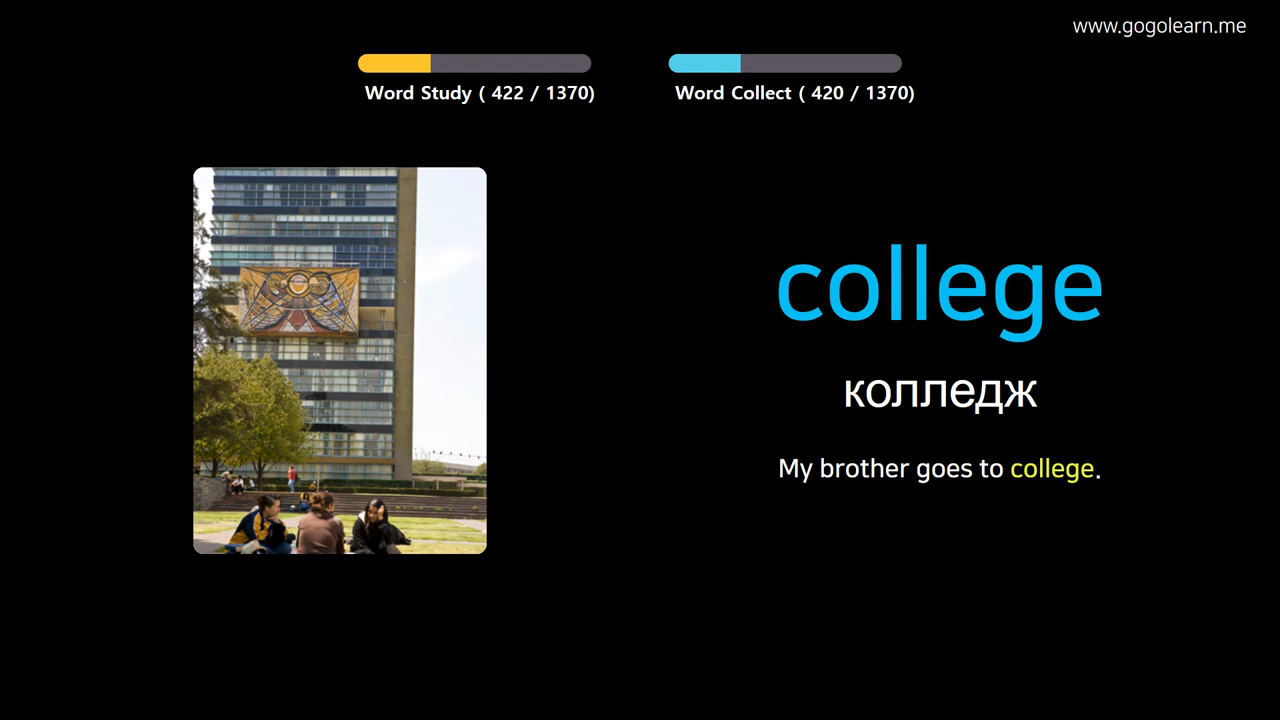 www.gogolearn.me
Word Study ( 422 / 1370)
Word Collect ( 420 / 1370)
college
колледж
My brother goes to college.